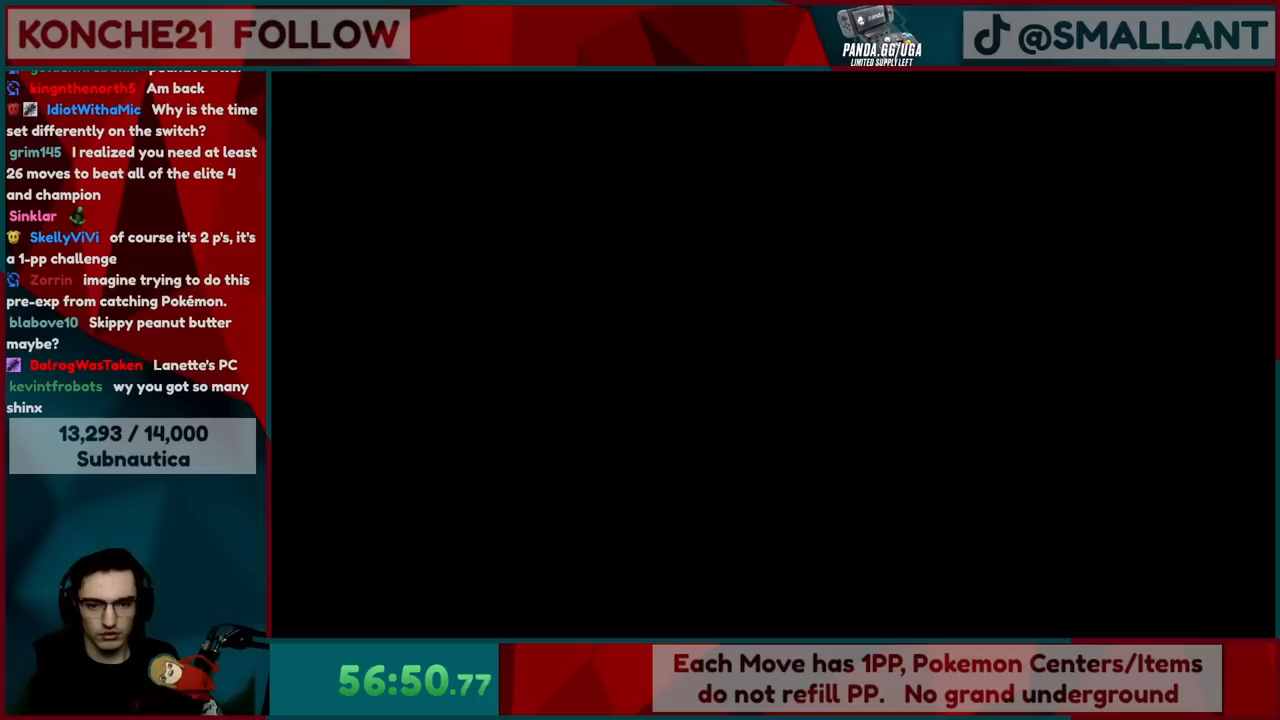 KONCHE21 FOLLOW
PANDA.GG/UGA
LIMITED SUPPLY LEFT
@SMALLANT
kingnthenorth5 Am back
IdiotWithaMic Why is the time
set differently on the switch?
grim145 I realized you need at least
26 moves to beat all of the elite 4
and champion
Sinklar
SkellyViVi of course it's 2 p's, it's
a 1-pp challenge
Zorrin imagine trying to do this
pre-exp from catching Pokémon.
blabove10 Skippy peanut butter
maybe?
BalrogWasTaken Lanette's PC
kevintfrobots wy you got so many
shinx
13,293 / 14,000
Subnautica
56:50.77
Each Move has 1PP, Pokemon Centers/Items
do not refill PP. No grand underground